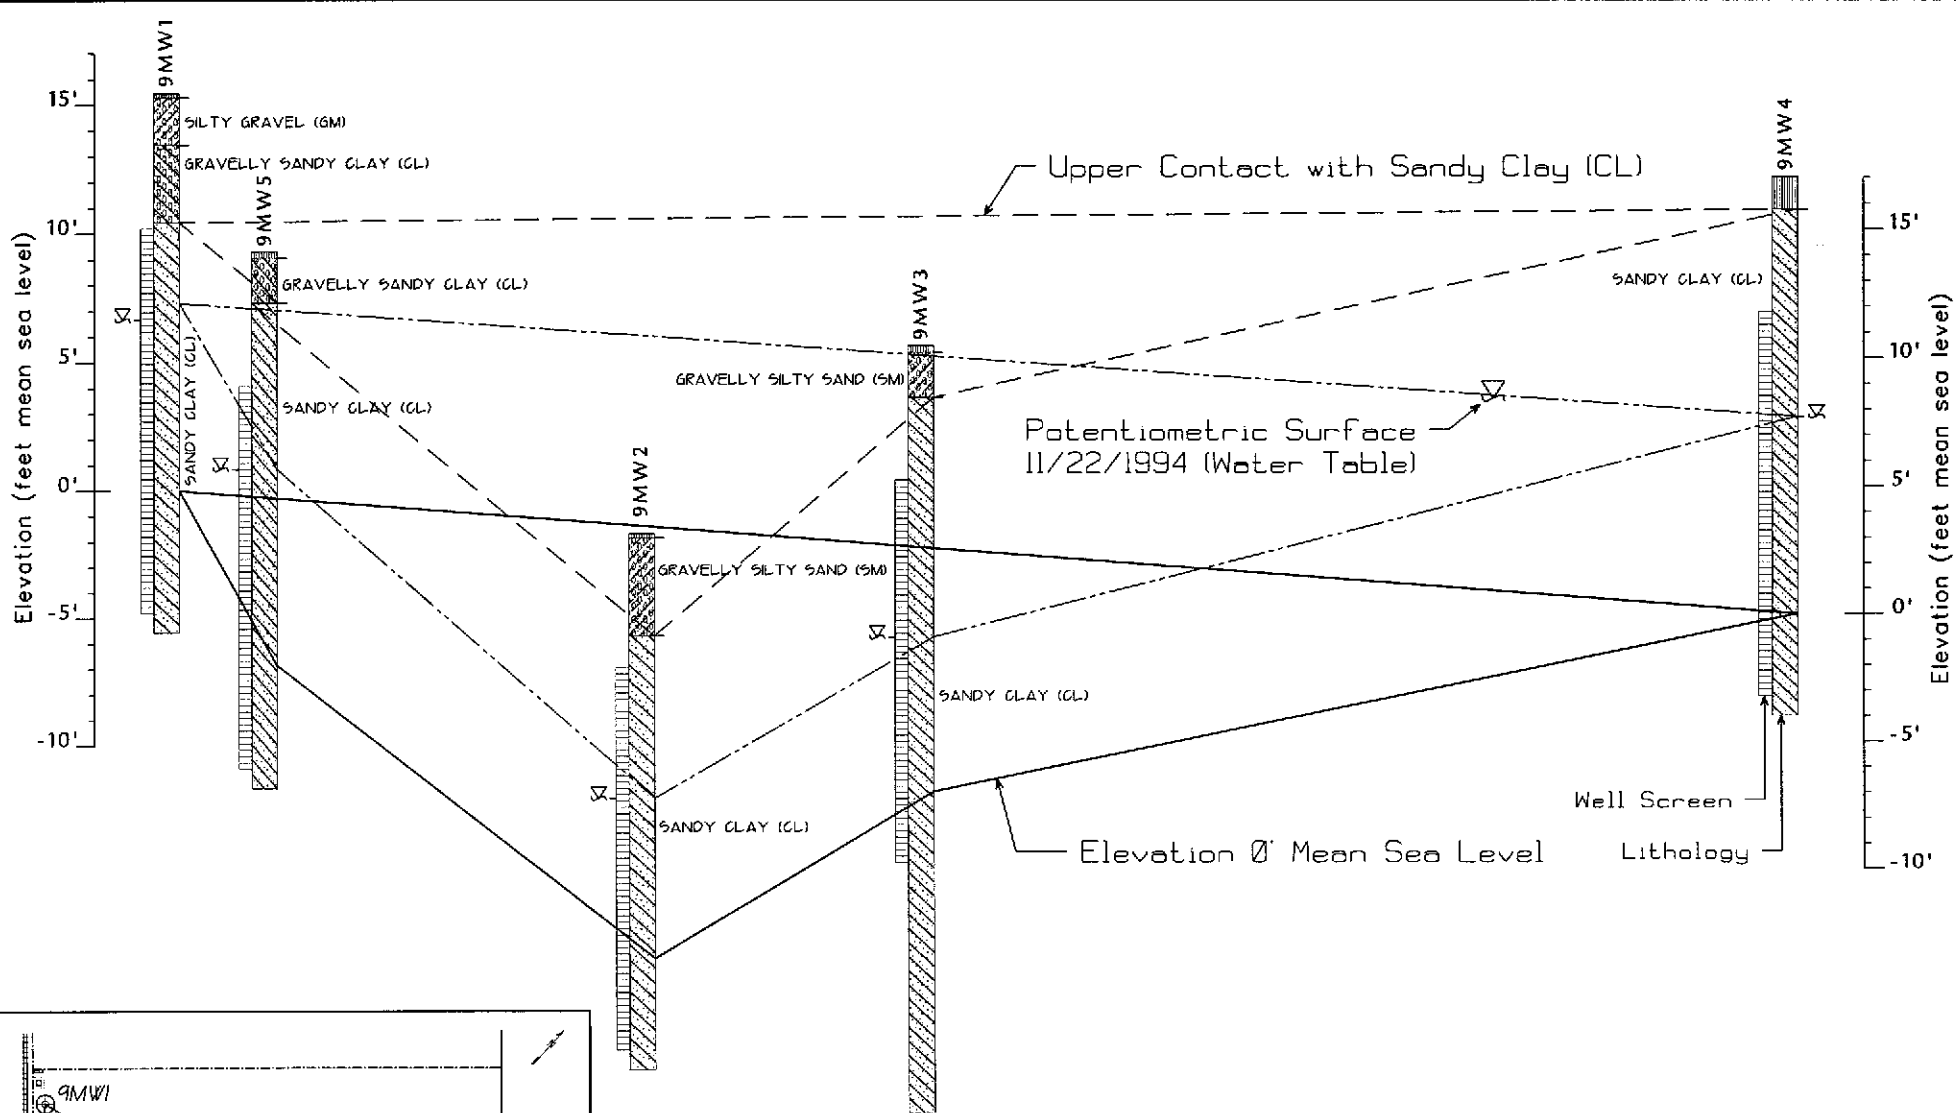 9MW1
15'
SILTY GRAVEL (GM)
GRAVELLY SANDY CLAY (CL)
9MW5
10'
GRAVELLY SANDY CLAY (CL)
5'
SANDY CLAY (CL)
SANDY CLAY (CL)
0'
-5'
-10'
Elevation (feet mean sea level)
9MW2
GRAVELLY SILTY SAND (SM)
SANDY CLAY (CL)
9MW3
GRAVELLY SILTY SAND (SM)
SANDY CLAY (CL)
Upper Contact with Sandy Clay (CL)
Potentiometric Surface
11/22/1994 (Water Table)
Elevation 0' Mean Sea Level
9MW4
SANDY CLAY (CL)
Well Screen
Lithology
15'
10'
5'
0'
-5'
-10'
Elevation (feet mean sea level)
9MW1